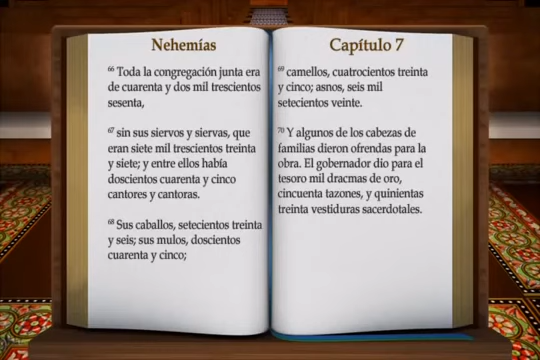 Nehemías
⁶⁶ Toda la congregación junta era
de cuarenta y dos mil trescientos
sesenta,
⁶⁷ sin sus siervos y siervas, que
eran siete mil trescientos treinta
y siete; y entre ellos había
doscientos cuarenta y cinco
cantores y cantoras.
⁶⁸ Sus caballos, setecientos treinta
y seis; sus mulos, doscientos
cuarenta y cinco;
Capítulo 7
⁶⁹ camellos, cuatrocientos treinta
y cinco; asnos, seis mil
setecientos veinte.
⁷⁰ Y algunos de los cabezas de
familias dieron ofrendas para la
obra. El gobernador dio para el
tesoro mil dracmas de oro,
cincuenta tazones, y quinientas
treinta vestiduras sacerdotales.